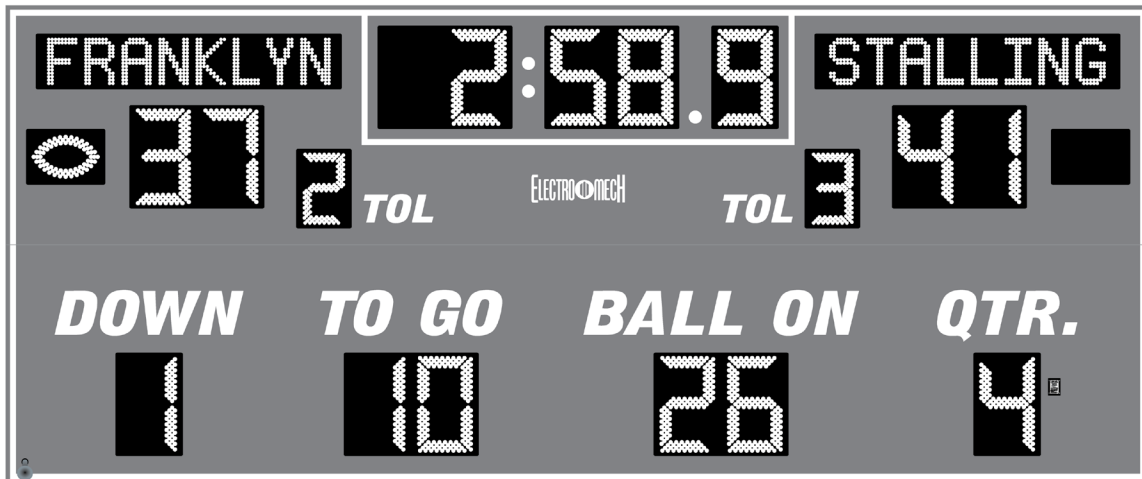 FRANKLYN 2:58.9 STALLING
37 41
2 TOL ELECTRO MECH TOL 3
DOWN TO GO BALL ON QTR.
1 10 26 4